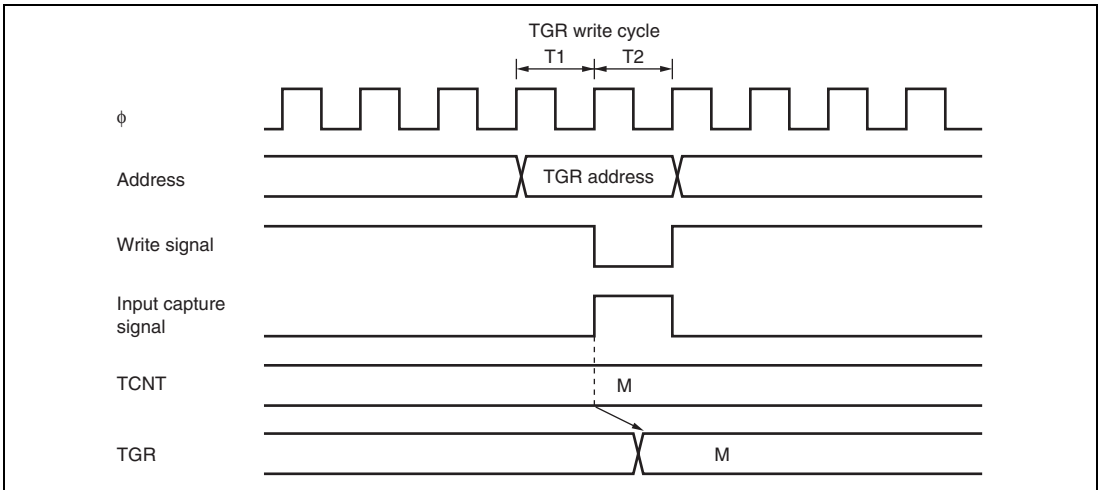 TGR write cycle
T1 T2
ϕ
Address
TGR address
Write signal
Input capture
signal
TCNT
M
TGR
M